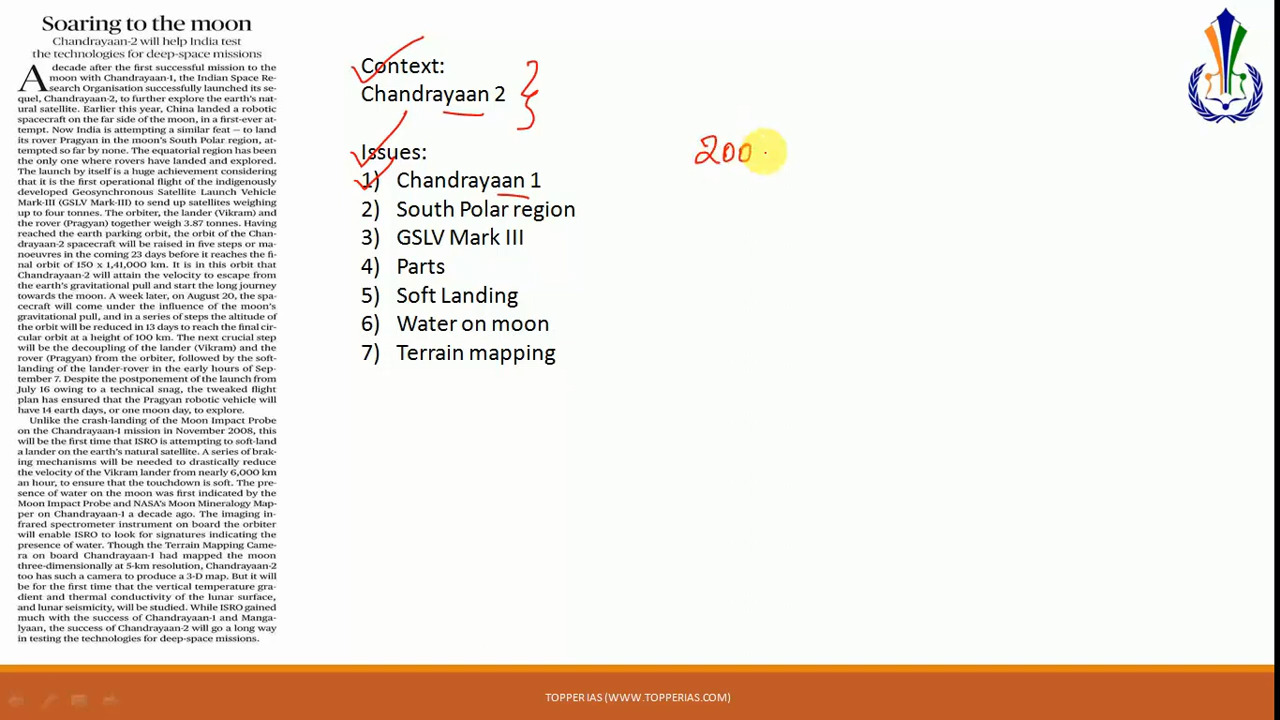 Soaring to the moon
Chandrayaan-2 will help India test
the technologies for deep-space missions
A decade after the first successful mission to the
moon with Chandrayaan-1, the Indian Space Re-
search Organisation successfully launched its se-
quel, Chandrayaan-2, to further explore the earth's nat-
ural satellite. Earlier this year, China landed a robotic
spacecraft on the far side of the moon, in a first-ever at-
tempt. Now India is attempting a similar feat — to land
its rover Pragyan in the moon's South Polar region, at-
tempted so far by none. The equatorial region has been
the only one where rovers have landed and explored.
The launch by itself is a huge achievement considering
that it is the first operational flight of the indigenously
developed Geosynchronous Satellite Launch Vehicle
Mark-III (GSLV Mark-III) to send up satellites weighing
up to four tonnes. The orbiter, the lander (Vikram) and
the rover (Pragyan) together weigh 3.87 tonnes. Having
reached the earth parking orbit, the orbit of the Chan-
drayaan-2 spacecraft will be raised in five steps or ma-
noeuvres in the coming 23 days before it reaches the fi-
nal orbit of 150 x 1,41,000 km. It is in this orbit that
Chandrayaan-2 will attain the velocity to escape from
the earth's gravitational pull and start the long journey
towards the moon. A week later, on August 20, the spa-
cecraft will come under the influence of the moon's
gravitational pull, and in a series of steps the altitude of
the orbit will be reduced in 13 days to reach the final cir-
cular orbit at a height of 100 km. The next crucial step
will be the decoupling of the lander (Vikram) and the
rover (Pragyan) from the orbiter, followed by the soft-
landing of the lander-rover in the early hours of Sep-
tember 7. Despite the postponement of the launch from
July 16 owing to a technical snag, the tweaked flight
plan has ensured that the Pragyan robotic vehicle will
have 14 earth days, or one moon day, to explore.
Unlike the crash-landing of the Moon Impact Probe
on the Chandrayaan-1 mission in November 2008, this
will be the first time that ISRO is attempting to soft-land
a lander on the earth's natural satellite. A series of brak-
ing mechanisms will be needed to drastically reduce
the velocity of the Vikram lander from nearly 6,000 km
an hour, to ensure that the touchdown is soft. The pre-
sence of water on the moon was first indicated by the
Moon Impact Probe and NASA's Moon Mineralogy Map-
per on Chandrayaan-1 a decade ago. The imaging in-
frared spectrometer instrument on board the orbiter
will enable ISRO to look for signatures indicating the
presence of water. Though the Terrain Mapping Came-
ra on board Chandrayaan-1 had mapped the moon
three-dimensionally at 5-km resolution, Chandrayaan-2
too has such a camera to produce a 3-D map. But it will
be for the first time that the vertical temperature gra-
dient and thermal conductivity of the lunar surface,
and lunar seismicity, will be studied. While ISRO gained
much with the success of Chandrayaan-1 and Manga-
lyaan, the success of Chandrayaan-2 will go a long way
in testing the technologies for deep-space missions.
Context:
Chandrayaan 2
Issues:
1) Chandrayaan 1
2) South Polar region
3) GSLV Mark III
4) Parts
5) Soft Landing
6) Water on moon
7) Terrain mapping
200
TOPPER IAS (WWW.TOPPERIAS.COM)